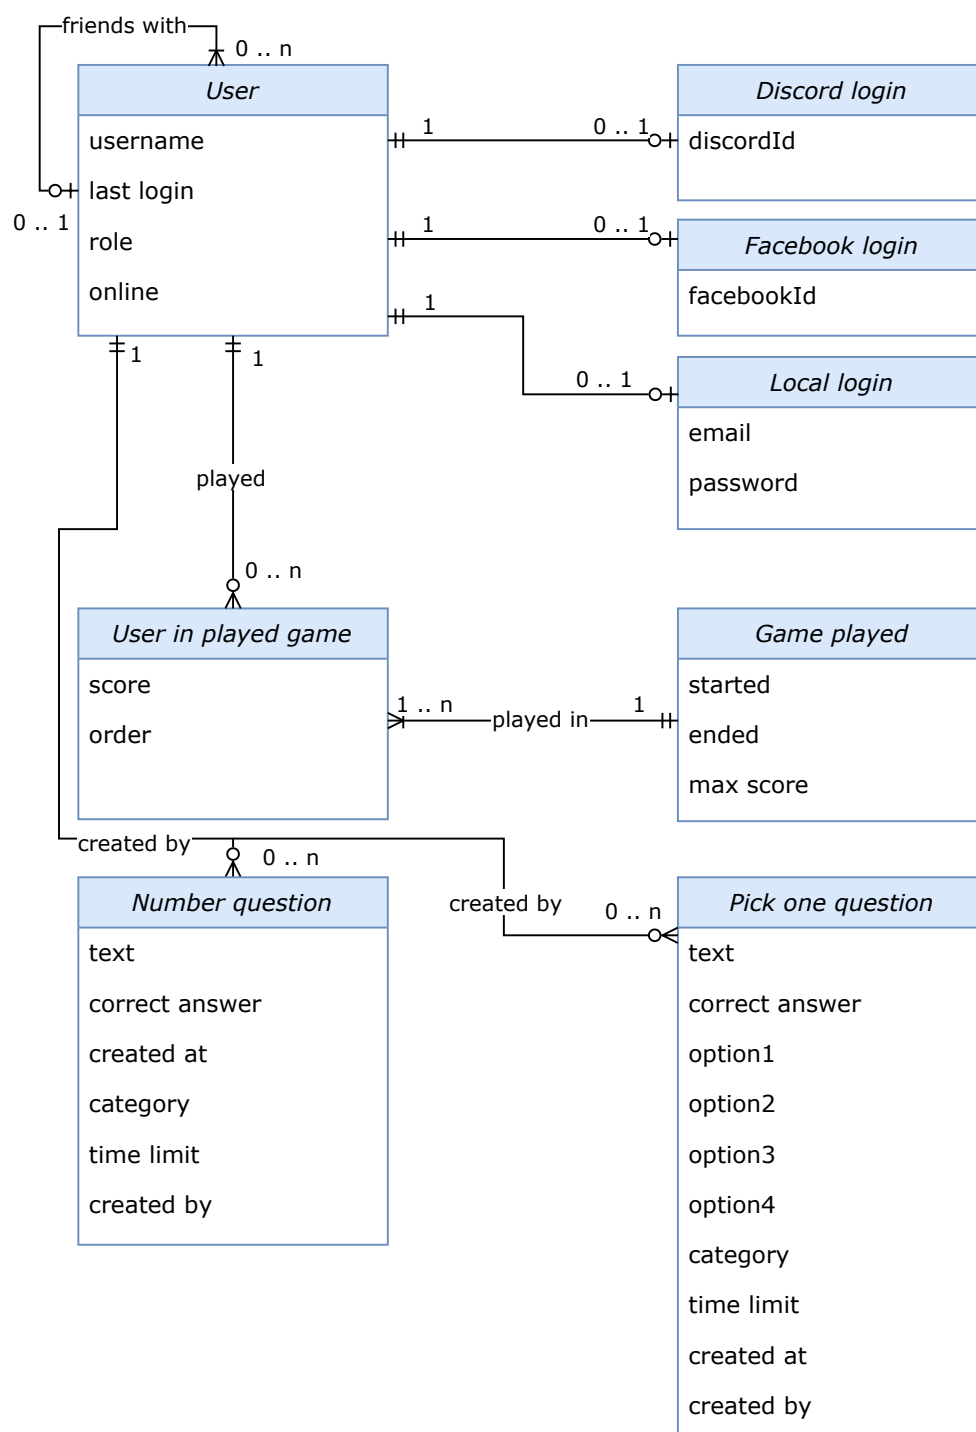 friends with
0 .. n
User
username
last login
role
online
0 .. 1
1
0 .. 1
Discord login
discordId
1
0 .. 1
Facebook login
facebookId
1
0 .. 1
Local login
email
password
1
1
played
0 .. n
User in played game
score
order
1 .. n
played in
1
Game played
started
ended
max score
created by
0 .. n
Number question
text
correct answer
created at
category
time limit
created by
created by
0 .. n
Pick one question
text
correct answer
option1
option2
option3
option4
category
time limit
created at
created by